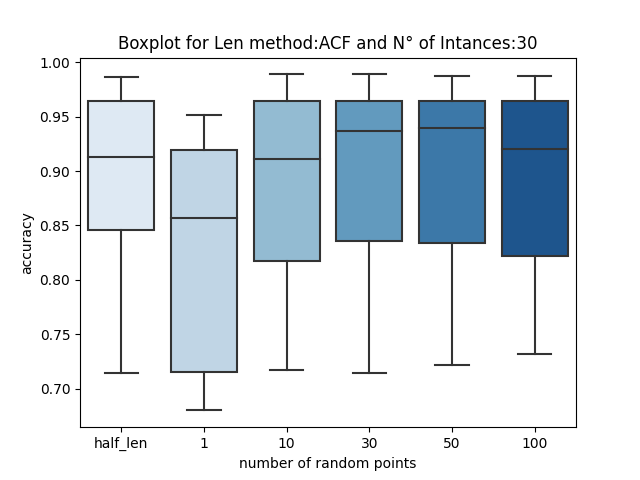 Boxplot for Len method:ACF and N° of Intances:30
1.00
0.95
0.90
0.85
0.80
0.75
0.70
accuracy
half_len 1 10 30 50 100
number of random points